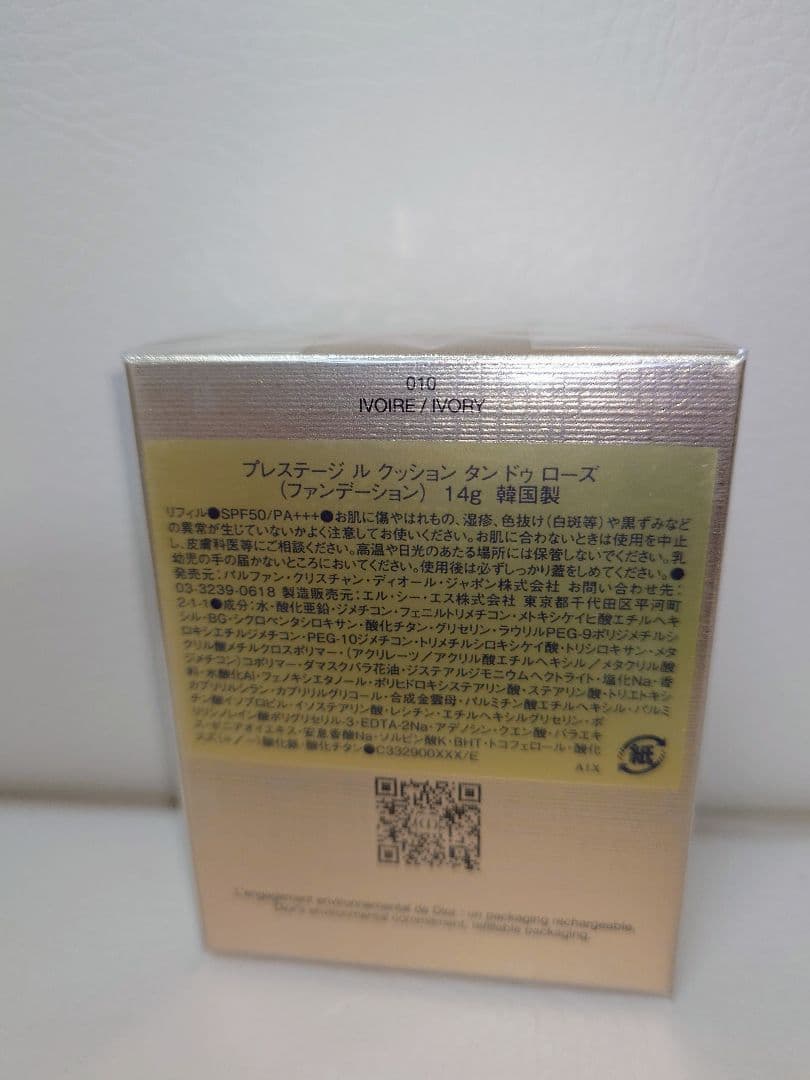 010
IVOIRE / IVORY
プレステージ ル クッション タン ドゥ ローズ
(ファンデーション) 14g 韓国製
リフィル●SPF50/PA+++●お肌に傷やはれもの、湿疹、色抜け(白斑等)や黒ずみなど
の異常が生じていないかよく注意してお使いください。お肌に合わないときは使用を中止
し、皮膚科医等にご相談ください。高温や日光のあたる場所には保管しないでください。乳
幼児の手の届かないところにおいてください。使用後は必ずしっかり蓋をしめてください。●
発売元:パルファン・クリスチャン・ディオール・ジャポン株式会社 お問い合わせ先:
03-3239-0618 製造販売元:エル・シー・エス株式会社 東京都千代田区平河町
2-1-1●成分:水・酸化亜鉛・ジメチコン・フェニルトリメチコン・メトキシケイヒ酸エチルヘキ
シル・BG・シクロペンタシロキサン・酸化チタン・グリセリン・ラウリルPEG-9ポリジメチルシ
ロキシエチルジメチコン・PEG-10ジメチコン・トリメチルシロキシケイ酸・トリシロキサン・メタ
クリル酸メチルクロスポリマー・(アクリレーツ/アクリル酸エチルヘキシル/メタクリル酸
ジメチコン)コポリマー・ダマスクバラ花油・ジステアルジモニウムヘクトライト・塩化Na・香
料・水酸化Al・フェノキシエタノール・ポリヒドロキシステアリン酸・ステアリン酸・トリエトキシ
カプリリルシラン・カプリリルグリコール・合成金雲母・パルミチン酸エチルヘキシル・パルミ
チン酸イソプロピル・イソステアリン酸・レシチン・エチルヘキシルグリセリン・ポ
リリシノレイン酸ポリグリセリル-3・EDTA-2Na・アデノシン・クエン酸・バラエキ
ス・ゼニアオイエキス・安息香酸Na・ソルビン酸K・BHT・トコフェロール・酸化
スズ・(+/-)酸化鉄・酸化チタン●C332900XXX/E
紙
A1X
L'engagement environnemental de Dior : un packaging rechargeable.
Dior's environmental commitment, refillable packaging.